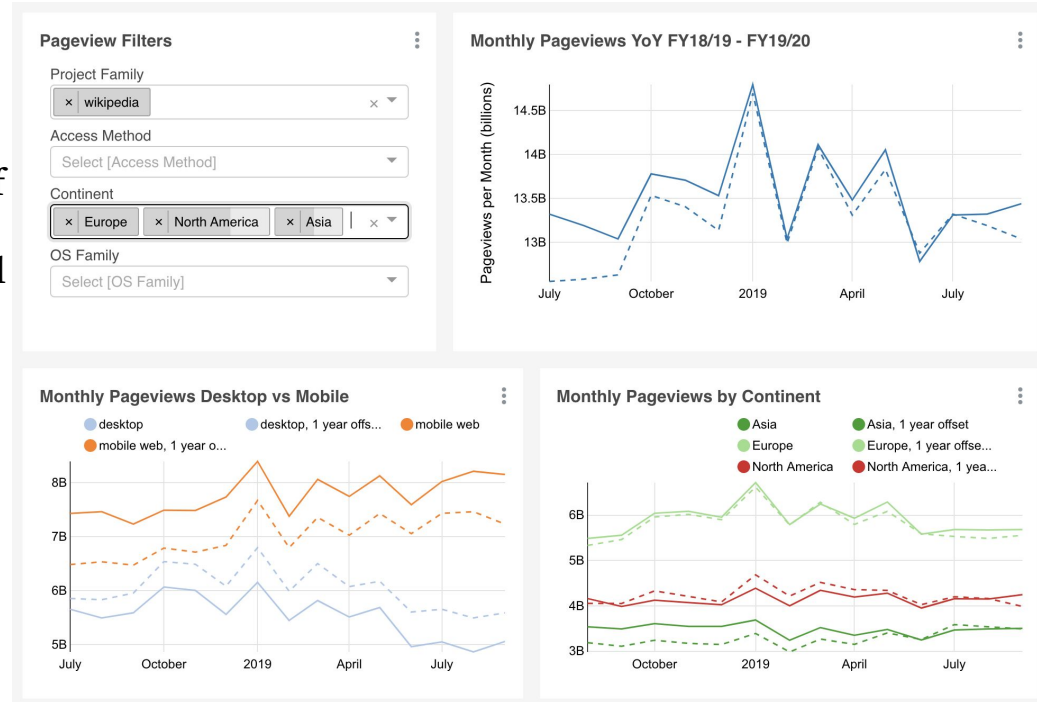 Pageview Filters
Project Family
× wikipedia ×
Access Method
Select [Access Method]
Continent
× Europe × North America × Asia ×
OS Family
Select [OS Family]
Monthly Pageviews YoY FY18/19 - FY19/20
Pageviews per Month (billions)
14.5B
14B
13.5B
13B
July October 2019 April July
Monthly Pageviews Desktop vs Mobile
desktop desktop, 1 year offs... mobile web
mobile web, 1 year o...
8B
7B
6B
5B
July October 2019 April July
Monthly Pageviews by Continent
Asia Asia, 1 year offset
Europe Europe, 1 year offse...
North America North America, 1 yea...
6B
5B
4B
3B
October 2019 April July